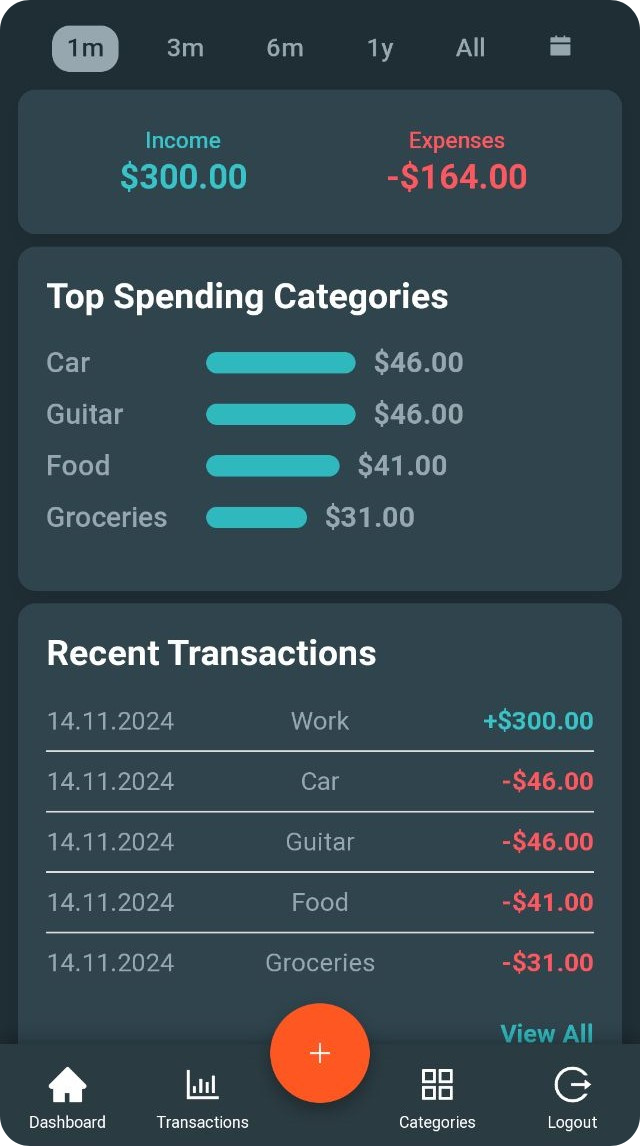 1m 3m 6m 1y All
Income Expenses
$300.00 -$164.00
Top Spending Categories
Car $46.00
Guitar $46.00
Food $41.00
Groceries $31.00
Recent Transactions
14.11.2024 Work +$300.00
14.11.2024 Car -$46.00
14.11.2024 Guitar -$46.00
14.11.2024 Food -$41.00
14.11.2024 Groceries -$31.00
View All
+
Dashboard Transactions Categories Logout